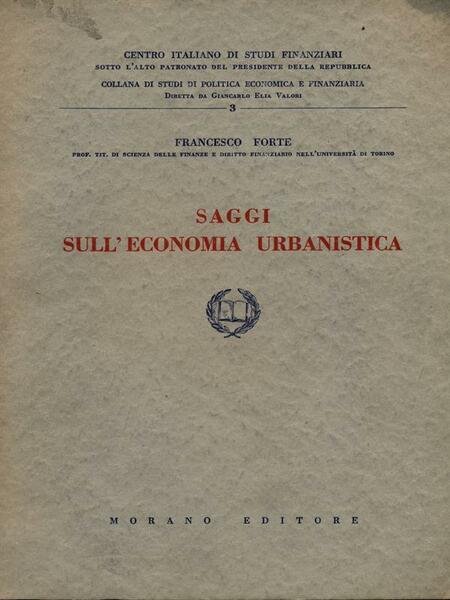 CENTRO ITALIANO DI STUDI FINANZIARI
SOTTO L'ALTO PATRONATO DEL PRESIDENTE DELLA REPUBBLICA
COLLANA DI STUDI DI POLITICA ECONOMICA E FINANZIARIA
DIRETTA DA GIANCARLO ELIA VALORI
3
FRANCESCO FORTE
PROF. TIT. DI SCIENZA DELLE FINANZE E DIRITTO FINANZIARIO NELL'UNIVERSITÀ DI TORINO
SAGGI
SULL'ECONOMIA URBANISTICA
MORANO EDITORE